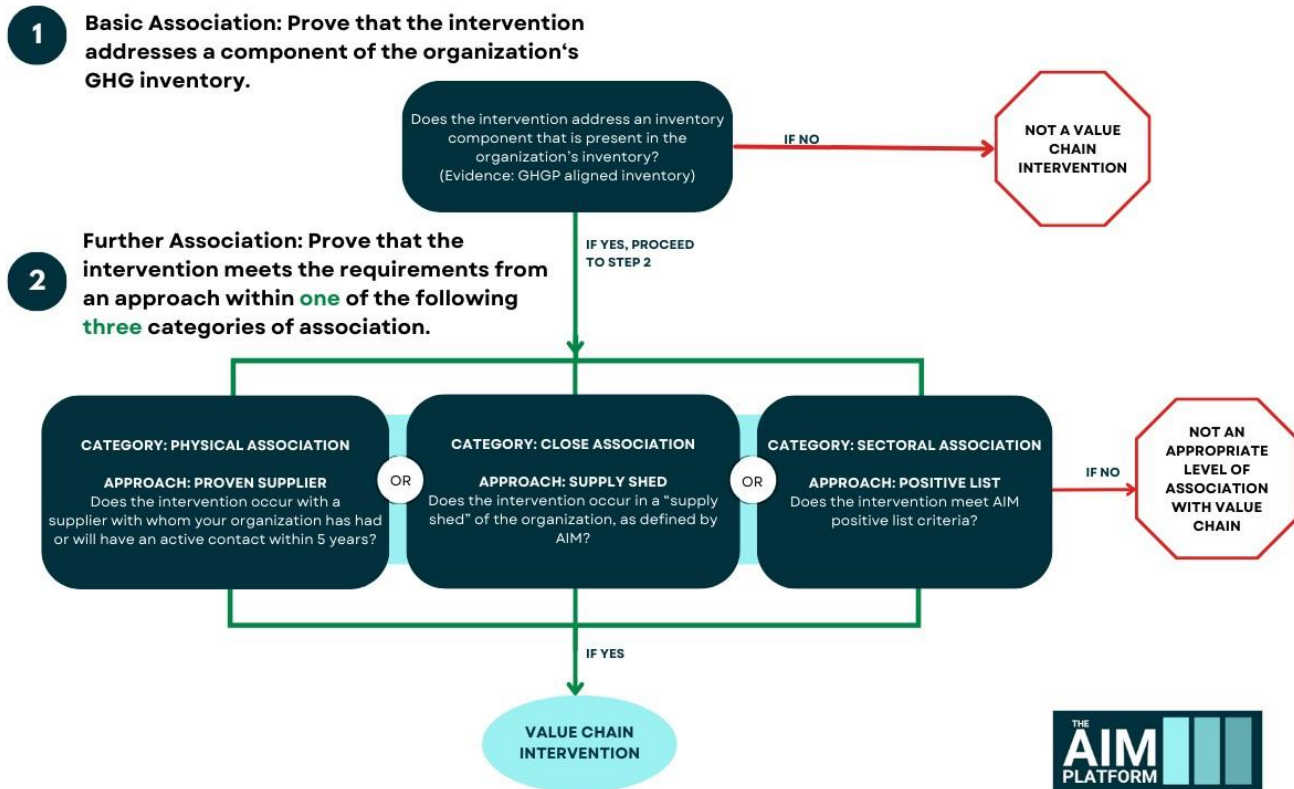 1
Basic Association: Prove that the intervention
addresses a component of the organization's
GHG inventory.
Does the intervention address an inventory
component that is present in the
organization's inventory?
(Evidence: GHGP aligned inventory)
IF NO
NOT A VALUE
CHAIN
INTERVENTION
IF YES, PROCEED
TO STEP 2
2
Further Association: Prove that the
intervention meets the requirements from
an approach within one of the following
three categories of association.
CATEGORY: PHYSICAL ASSOCIATION
APPROACH: PROVEN SUPPLIER
Does the intervention occur with a
supplier with whom your organization has had
or will have an active contact within 5 years?
OR
CATEGORY: CLOSE ASSOCIATION
APPROACH: SUPPLY SHED
Does the intervention occur in a “supply
shed” of the organization, as defined by
AIM?
OR
CATEGORY: SECTORAL ASSOCIATION
APPROACH: POSITIVE LIST
Does the intervention meet AIM
positive list criteria?
IF NO
NOT AN
APPROPRIATE
LEVEL OF
ASSOCIATION
WITH VALUE
CHAIN
IF YES
VALUE CHAIN
INTERVENTION
THE
AIM
PLATFORM